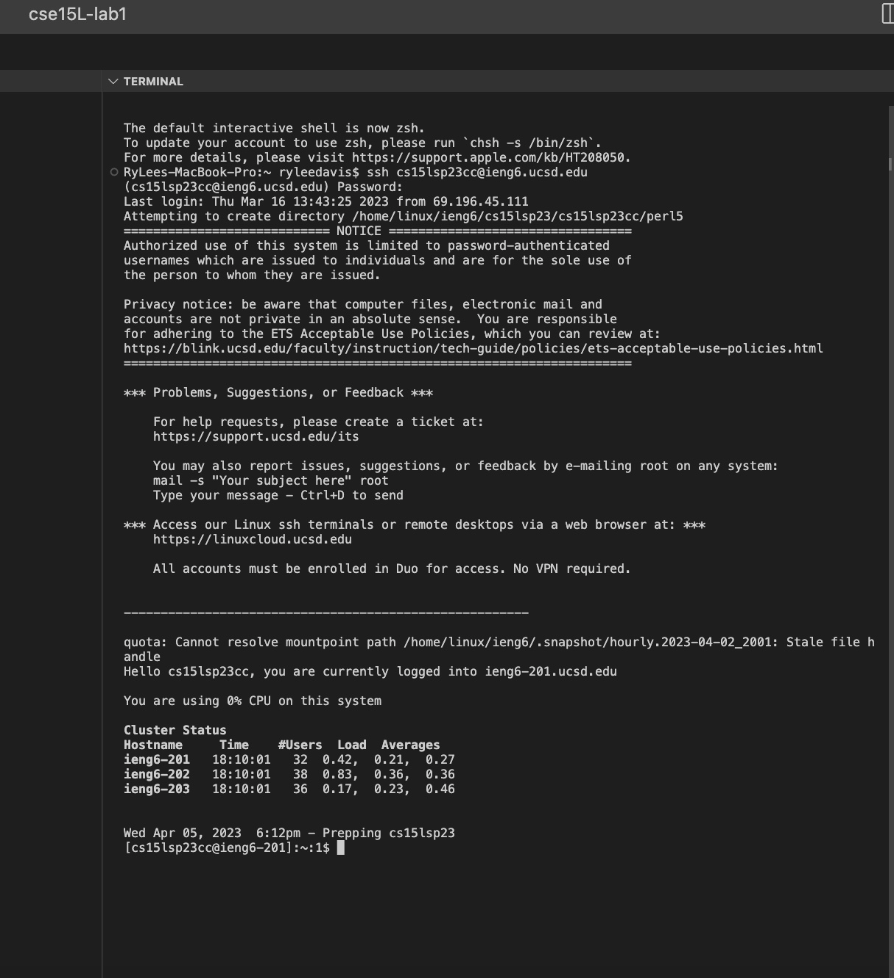 cse15L-lab1
TERMINAL
The default interactive shell is now zsh.
To update your account to use zsh, please run `chsh -s /bin/zsh`.
For more details, please visit https://support.apple.com/kb/HT208050.
RyLees-MacBook-Pro:~ ryleedavis$ ssh cs15lsp23cc@ieng6.ucsd.edu
(cs15lsp23cc@ieng6.ucsd.edu) Password:
Last login: Thu Mar 16 13:43:25 2023 from 69.196.45.111
Attempting to create directory /home/linux/ieng6/cs15lsp23/cs15lsp23cc/perl5
============================ NOTICE =================================
Authorized use of this system is limited to password-authenticated
usernames which are issued to individuals and are for the sole use of
the person to whom they are issued.
Privacy notice: be aware that computer files, electronic mail and
accounts are not private in an absolute sense.  You are responsible
for adhering to the ETS Acceptable Use Policies, which you can review at:
https://blink.ucsd.edu/faculty/instruction/tech-guide/policies/ets-acceptable-use-policies.html
=====================================================================
*** Problems, Suggestions, or Feedback ***
For help requests, please create a ticket at:
https://support.ucsd.edu/its
You may also report issues, suggestions, or feedback by e-mailing root on any system:
mail -s "Your subject here" root
Type your message - Ctrl+D to send
*** Access our Linux ssh terminals or remote desktops via a web browser at: ***
https://linuxcloud.ucsd.edu
All accounts must be enrolled in Duo for access. No VPN required.
-------------------------------------------------------
quota: Cannot resolve mountpoint path /home/linux/ieng6/.snapshot/hourly.2023-04-02_2001: Stale file h
andle
Hello cs15lsp23cc, you are currently logged into ieng6-201.ucsd.edu
You are using 0% CPU on this system
Cluster Status
Hostname     Time    #Users  Load  Averages
ieng6-201   18:10:01   32  0.42,  0.21,  0.27
ieng6-202   18:10:01   38  0.83,  0.36,  0.36
ieng6-203   18:10:01   36  0.17,  0.23,  0.46
Wed Apr 05, 2023  6:12pm - Prepping cs15lsp23
[cs15lsp23cc@ieng6-201]:~:1$